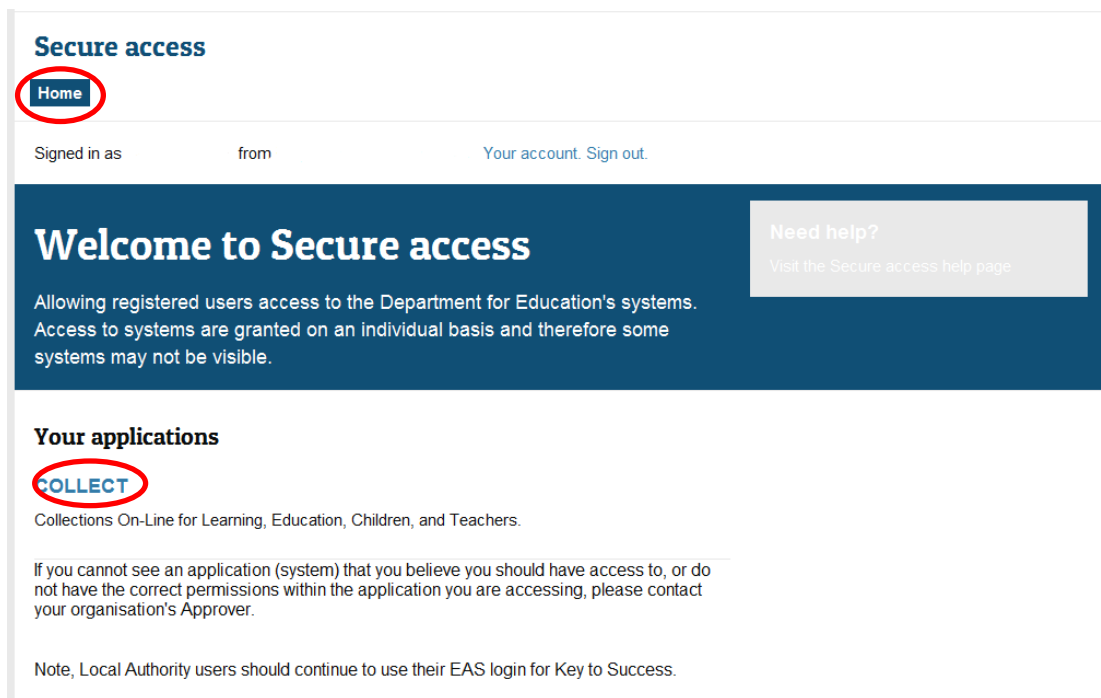 Secure access
Home
Signed in as from Your account. Sign out.
Welcome to Secure access
Allowing registered users access to the Department for Education's systems.
Access to systems are granted on an individual basis and therefore some
systems may not be visible.
Need help?
Visit the Secure access help page
Your applications
COLLECT
Collections On-Line for Learning, Education, Children, and Teachers.
If you cannot see an application (system) that you believe you should have access to, or do
not have the correct permissions within the application you are accessing, please contact
your organisation's Approver.
Note, Local Authority users should continue to use their EAS login for Key to Success.